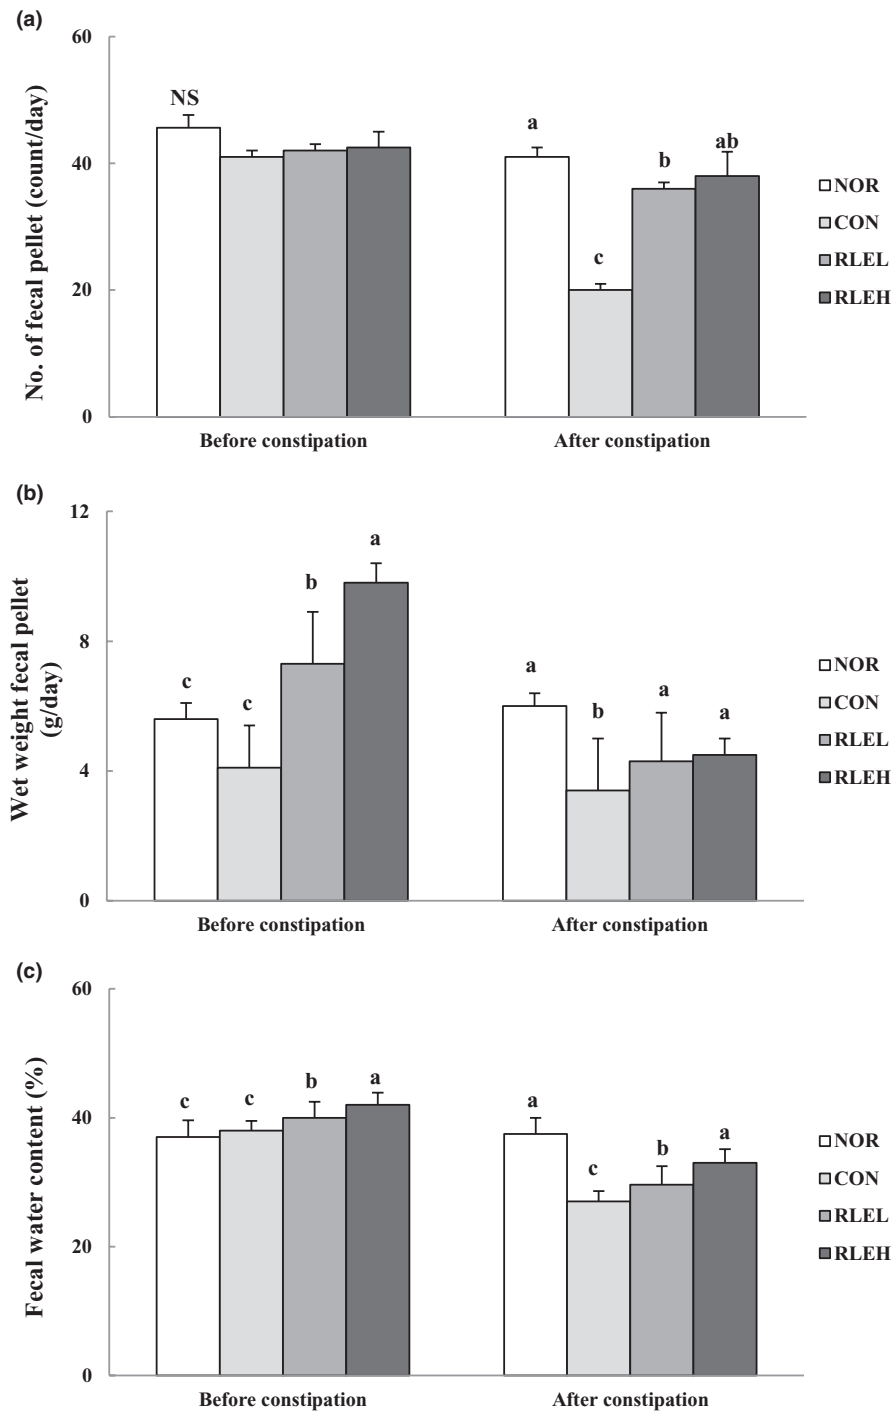 (a)
No. of fecal pellet (count/day)
60
40
20
0
NS
a
c
b
ab
Before constipation
After constipation
NOR
CON
RLEL
RLEH
(b)
Wet weight fecal pellet
(g/day)
12
8
4
0
c
c
b
a
a
b
a
a
Before constipation
After constipation
NOR
CON
RLEL
RLEH
(c)
Fecal water content (%)
60
40
20
0
c
c
b
a
a
c
b
a
Before constipation
After constipation
NOR
CON
RLEL
RLEH